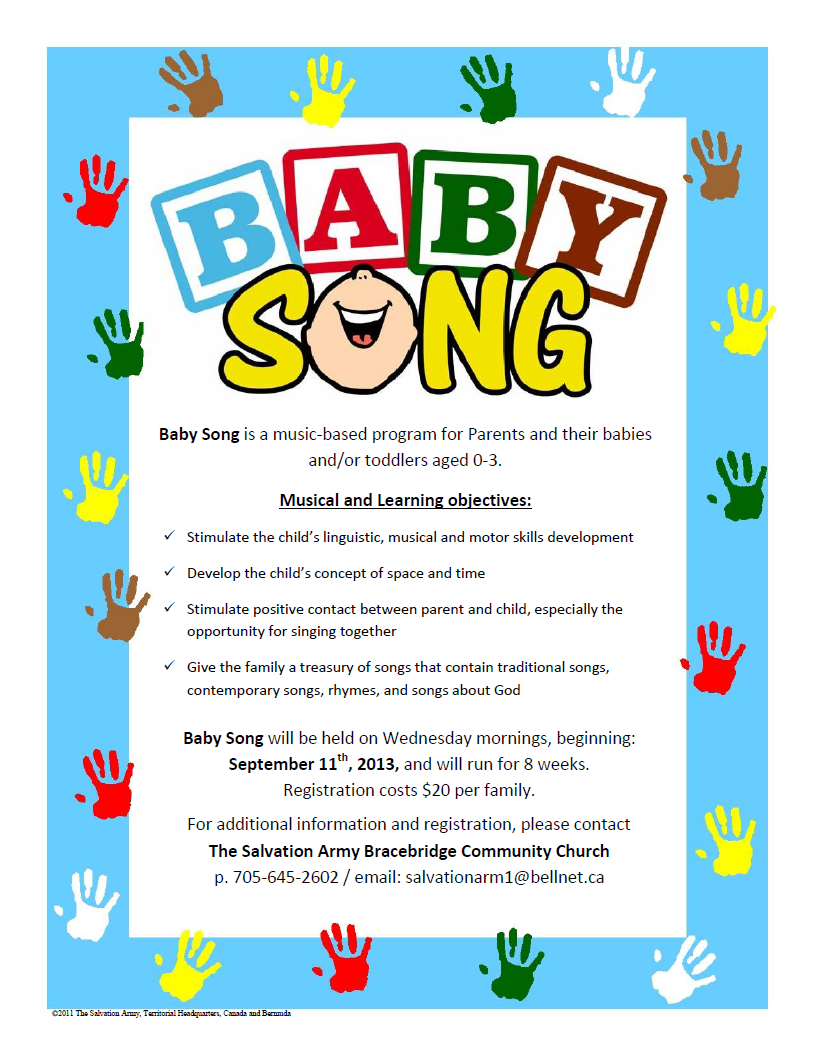 BABY
SONG
Baby Song is a music-based program for Parents and their babies
and/or toddlers aged 0-3.
Musical and Learning objectives:
✓ Stimulate the child's linguistic, musical and motor skills development
✓ Develop the child's concept of space and time
✓ Stimulate positive contact between parent and child, especially the
opportunity for singing together
✓ Give the family a treasury of songs that contain traditional songs,
contemporary songs, rhymes, and songs about God
Baby Song will be held on Wednesday mornings, beginning:
September 11th, 2013, and will run for 8 weeks.
Registration costs $20 per family.
For additional information and registration, please contact
The Salvation Army Bracebridge Community Church
p. 705-645-2602 / email: salvationarm1@bellnet.ca
©2011 The Salvation Army, Territorial Headquarters, Canada and Bermuda